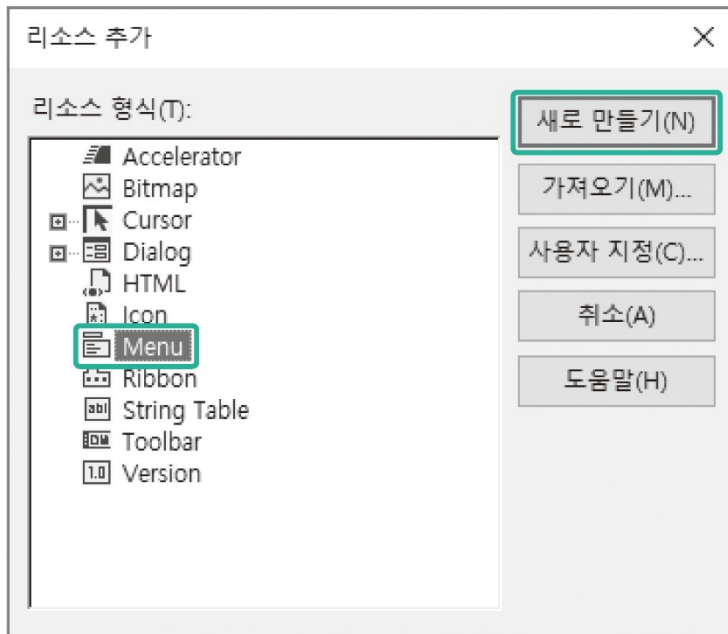 리소스 추가
리소스 형식(T):
Accelerator
Bitmap
Cursor
Dialog
HTML
Icon
Menu
Ribbon
String Table
Toolbar
Version
새로 만들기(N)
가져오기(M)...
사용자 지정(C)...
취소(A)
도움말(H)